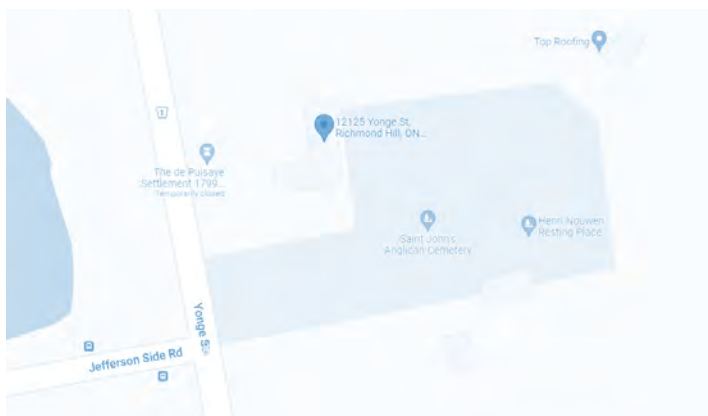 Top Roofing
1
12125 Yonge St,
Richmond Hill, ON...
The de Puisaye
Settlement 1799...
Temporarily closed
Saint John's
Anglican Cemetery
Henri Nouwen
Resting Place
Yonge St
Jefferson Side Rd